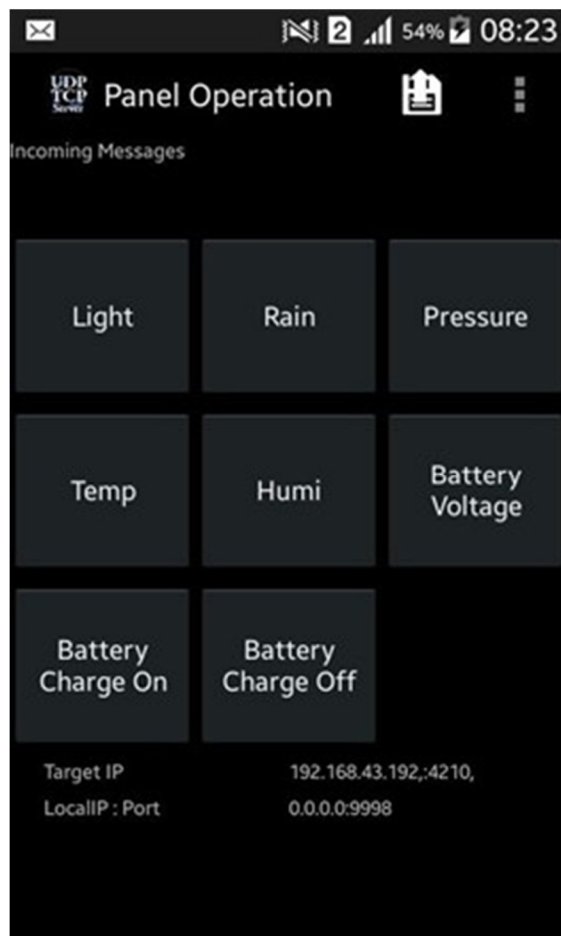 2 54% 08:23
UDP
TCP
Server
Panel Operation
Incoming Messages
Light Rain Pressure
Temp Humi Battery
Voltage
Battery
Charge On
Battery
Charge Off
Target IP 192.168.43.192,:4210,
LocalIP : Port 0.0.0.0:9998